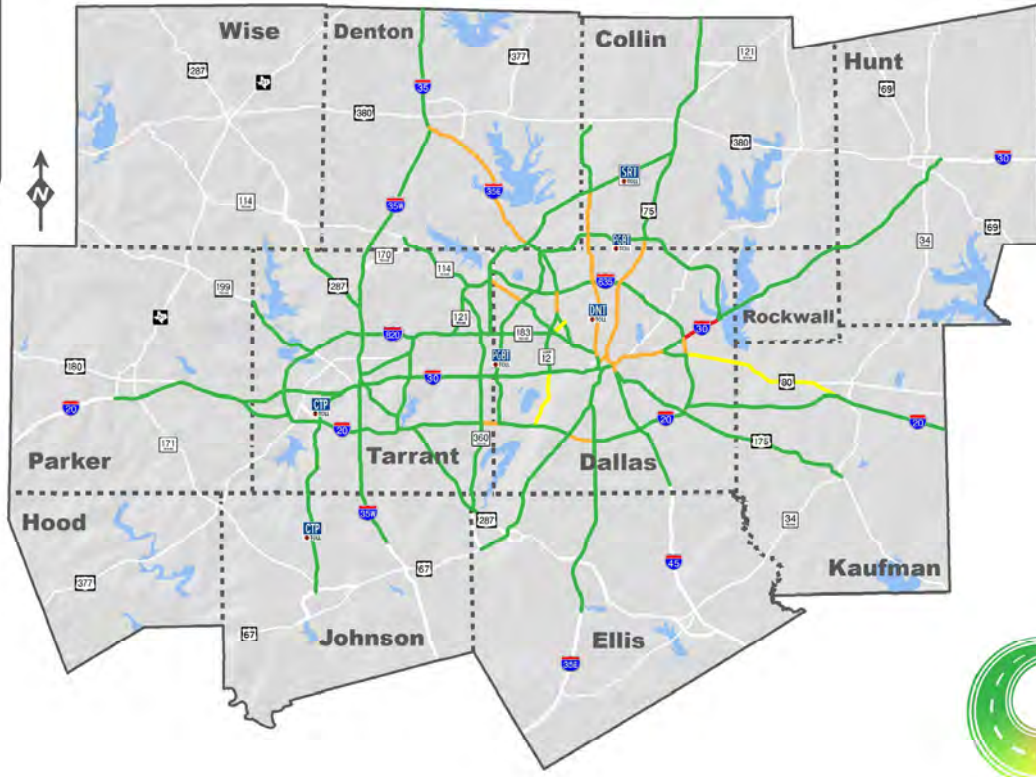 Wise
Denton
Collin
Hunt
287
377
121
69
35
380
380
30
SRT
TOLL
35E
114
35W
75
69
34
PGBT
TOLL
170
114
199
287
635
DNT
TOLL
121
Rockwall
820
183
30
12
180
PGBT
TOLL
30
80
20
CTP
TOLL
20
20
20
171
360
175
Parker
Tarrant
Dallas
Hood
35W
287
34
CTP
TOLL
377
67
45
Kaufman
67
Johnson
Ellis
35E
N